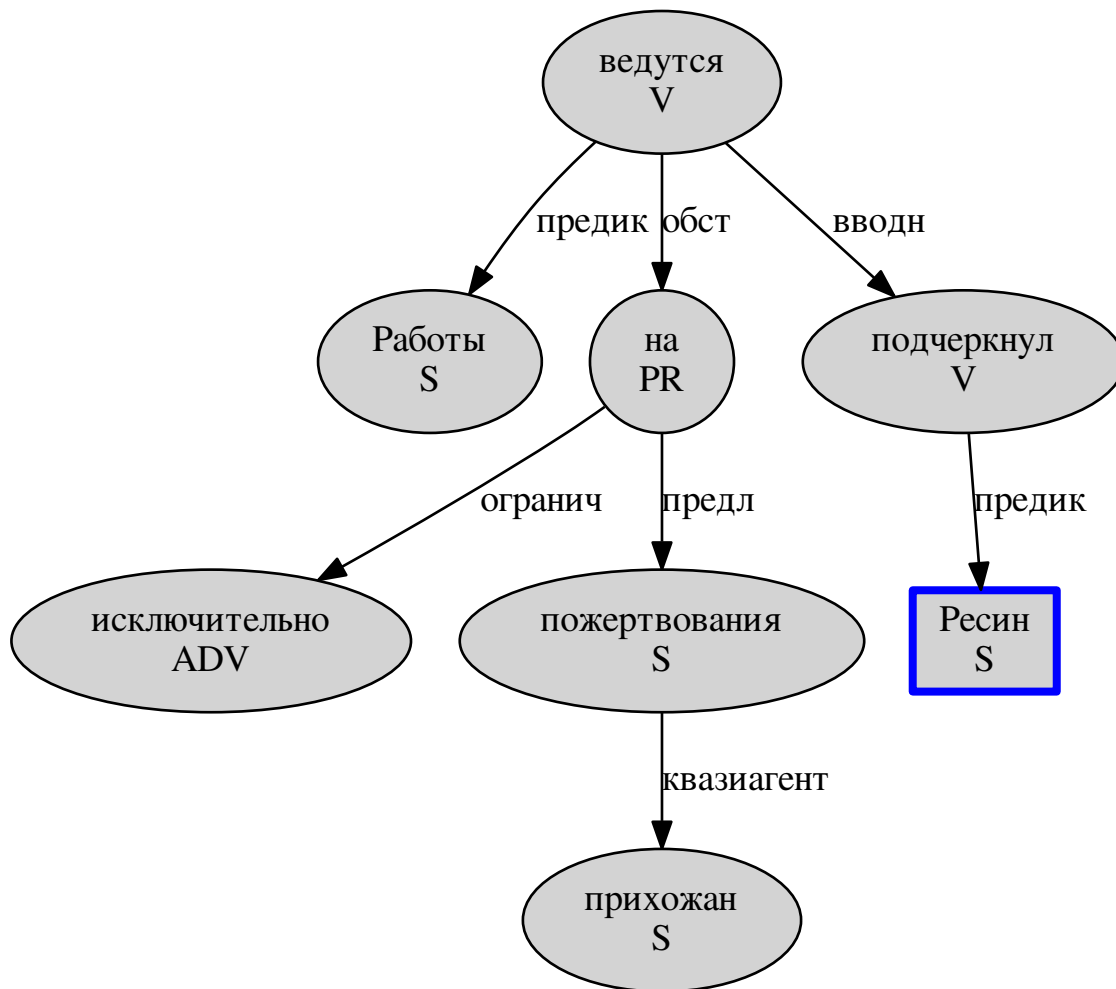 ведутся
V
предик
обст
вводн
Работы
S
на
PR
подчеркнул
V
огранич
предл
предик
исключительно
ADV
пожертвования
S
Ресин
S
квазиагент
прихожан
S